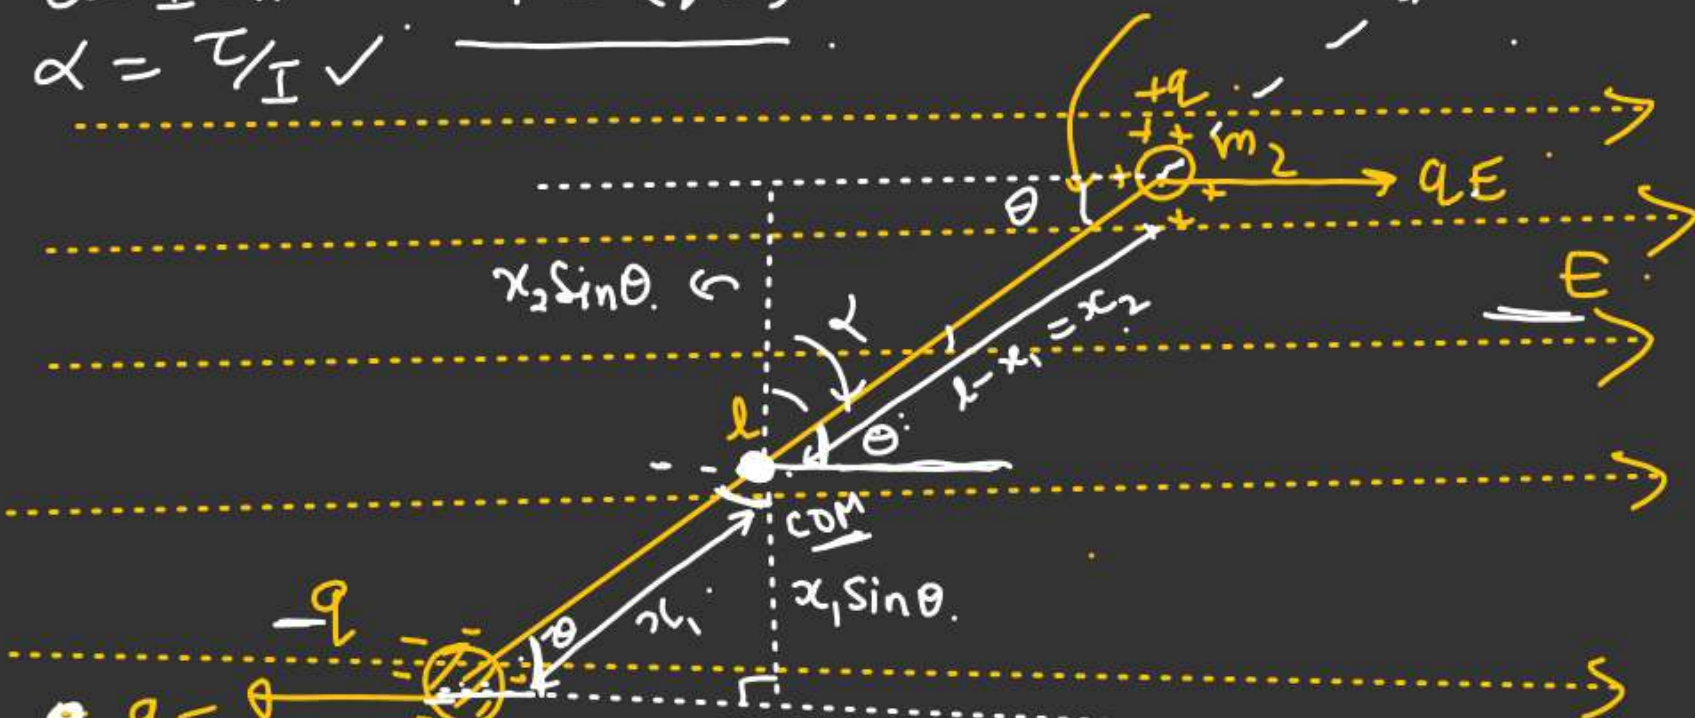 α = τ/I ✓
+q
m2
qE
θ
x2 Sinθ.
E
α
l - x1 = x2
l
θ
COM
-q
x1
x1 Sinθ.
θ